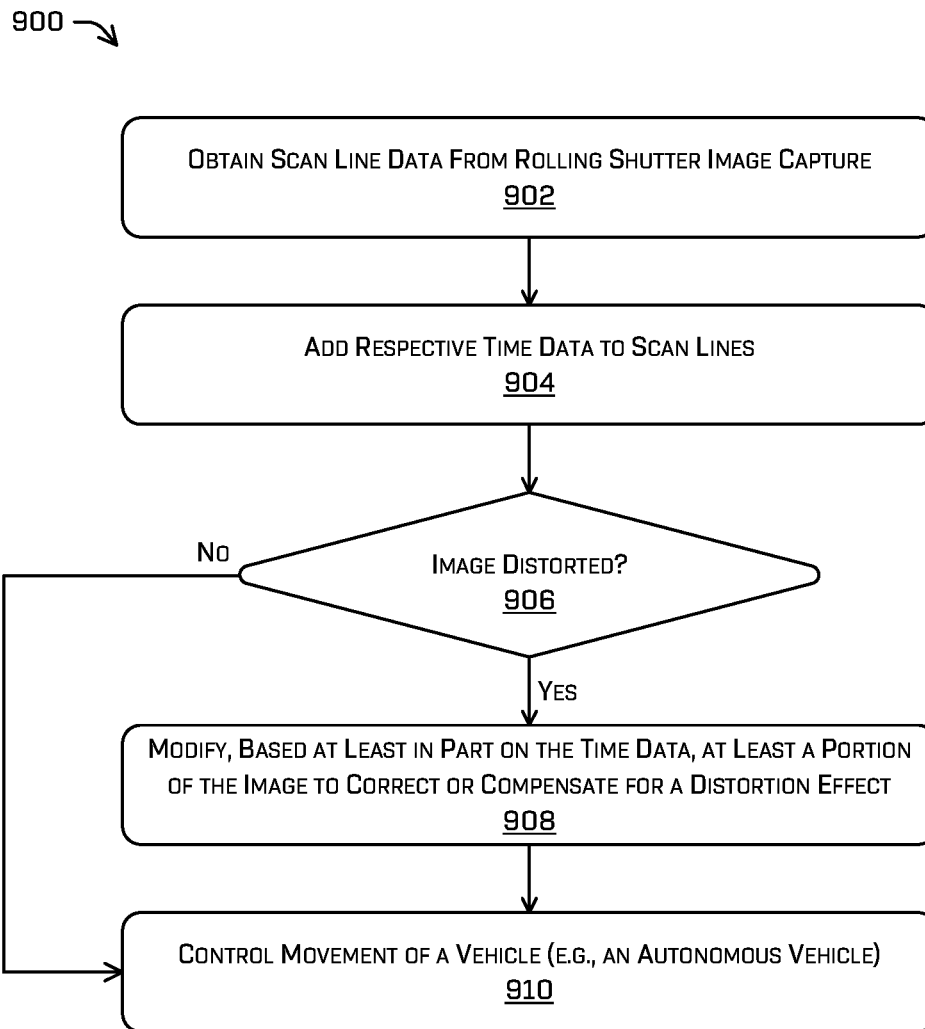 900
Obtain Scan Line Data From Rolling Shutter Image Capture
902
Add Respective Time Data to Scan Lines
904
No
Image Distorted?
906
Yes
Modify, Based at Least in Part on the Time Data, at Least a Portion
of the Image to Correct or Compensate for a Distortion Effect
908
Control Movement of a Vehicle (e.g., an Autonomous Vehicle)
910